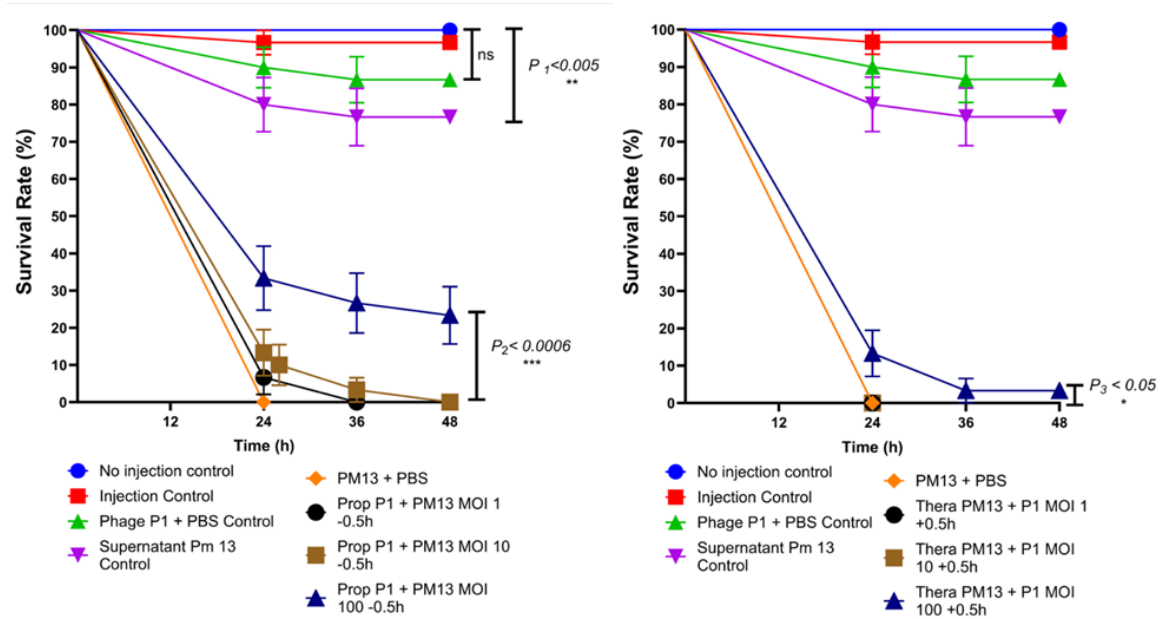 Survival Rate (%)
100
90
80
70
60
50
40
30
20
10
0
12
24
36
48
Time (h)
ns
P 1<0.005
**
P2< 0.0006
***
No injection control
Injection Control
Phage P1 + PBS Control
Supernatant Pm 13
Control
PM13 + PBS
Prop P1 + PM13 MOI 1
-0.5h
Prop P1 + PM13 MOI 10
-0.5h
Prop P1 + PM13 MOI
100 -0.5h
Survival Rate (%)
100
90
80
70
60
50
40
30
20
10
0
12
24
36
48
Time (h)
P3 < 0.05
*
No injection control
Injection Control
Phage P1 + PBS Control
Supernatant Pm 13
Control
PM13 + PBS
Thera PM13 + P1 MOI 1
+0.5h
Thera PM13 + P1 MOI
10 +0.5h
Thera PM13 + P1 MOI
100 +0.5h